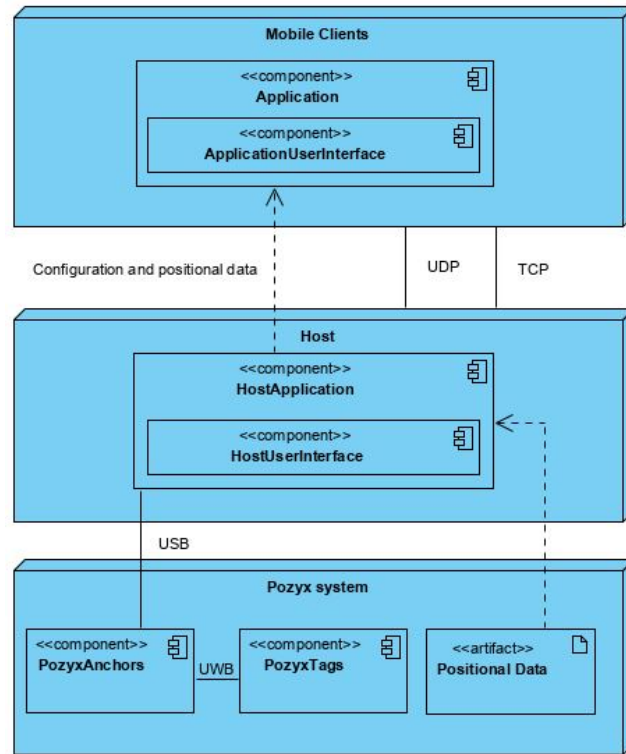 Mobile Clients
<<component>>
Application
<<component>>
ApplicationUserInterface
Configuration and positional data
UDP
TCP
Host
<<component>>
HostApplication
<<component>>
HostUserInterface
USB
Pozyx system
<<component>>
PozyxAnchors
UWB
<<component>>
PozyxTags
<<artifact>>
Positional Data